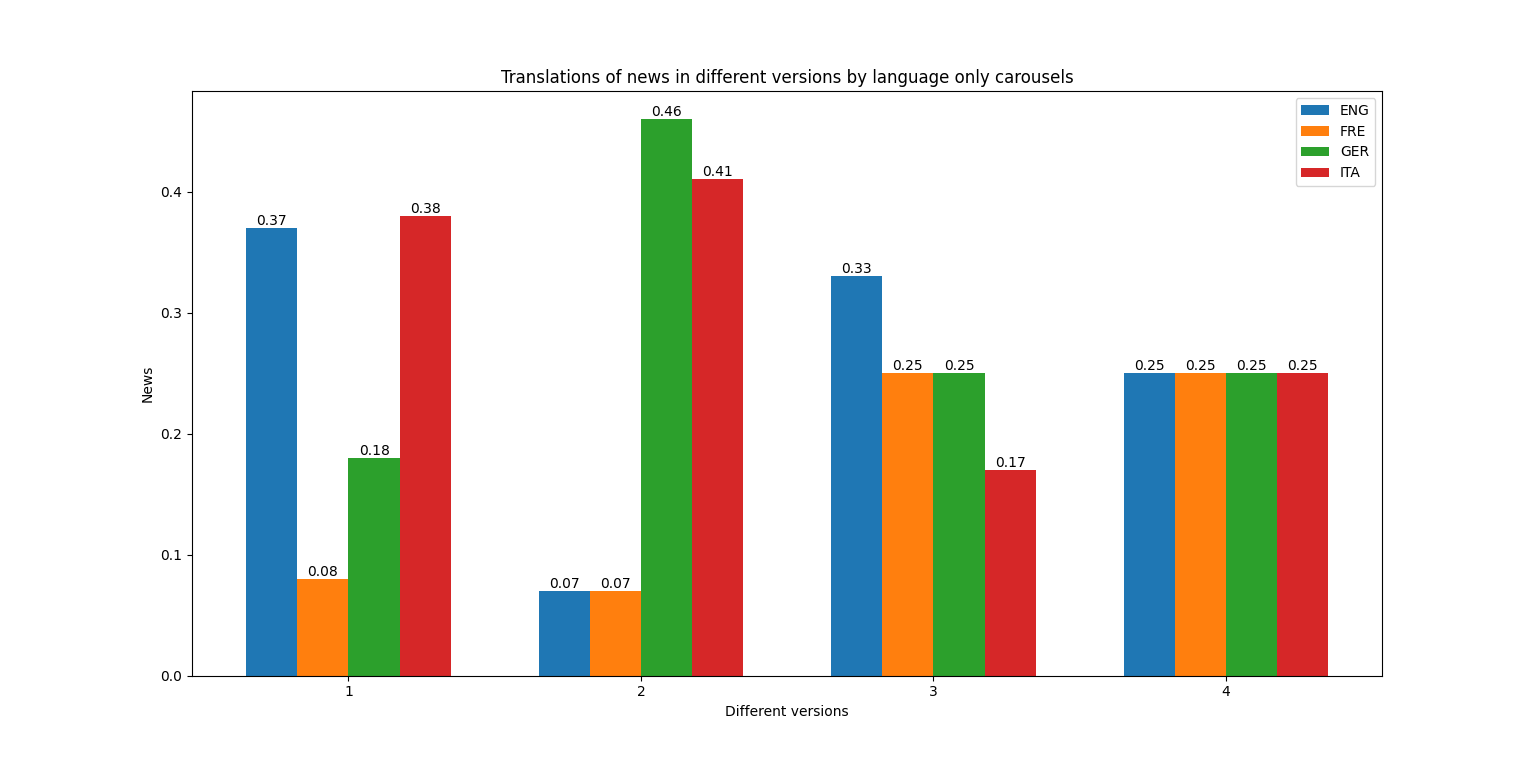 Translations of news in different versions by language only carousels
ENG
FRE
GER
ITA
0.46
0.41
0.4
0.38
0.37
0.33
0.3
0.25 0.25
0.25 0.25 0.25 0.25
News
0.2
0.18
0.17
0.1
0.08
0.07 0.07
0.0
1 2 3 4
Different versions